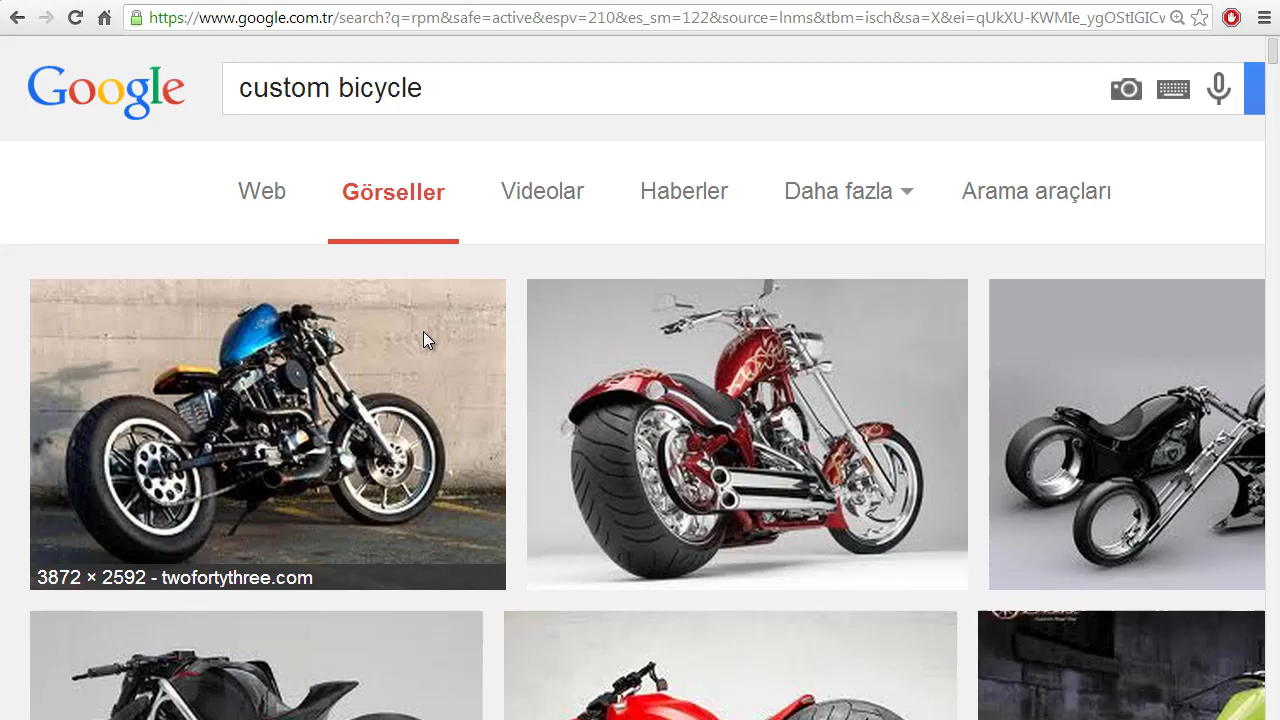 https://www.google.com.tr/search?q=rpm&safe=active&espv=210&es_sm=122&source=lnms&tbm=isch&sa=X&ei=qUkXU-KWMIe_ygOStIGICw
Google
custom bicycle
Web Görseller Videolar Haberler Daha fazla Arama araçları
3872 × 2592 - twofortythree.com